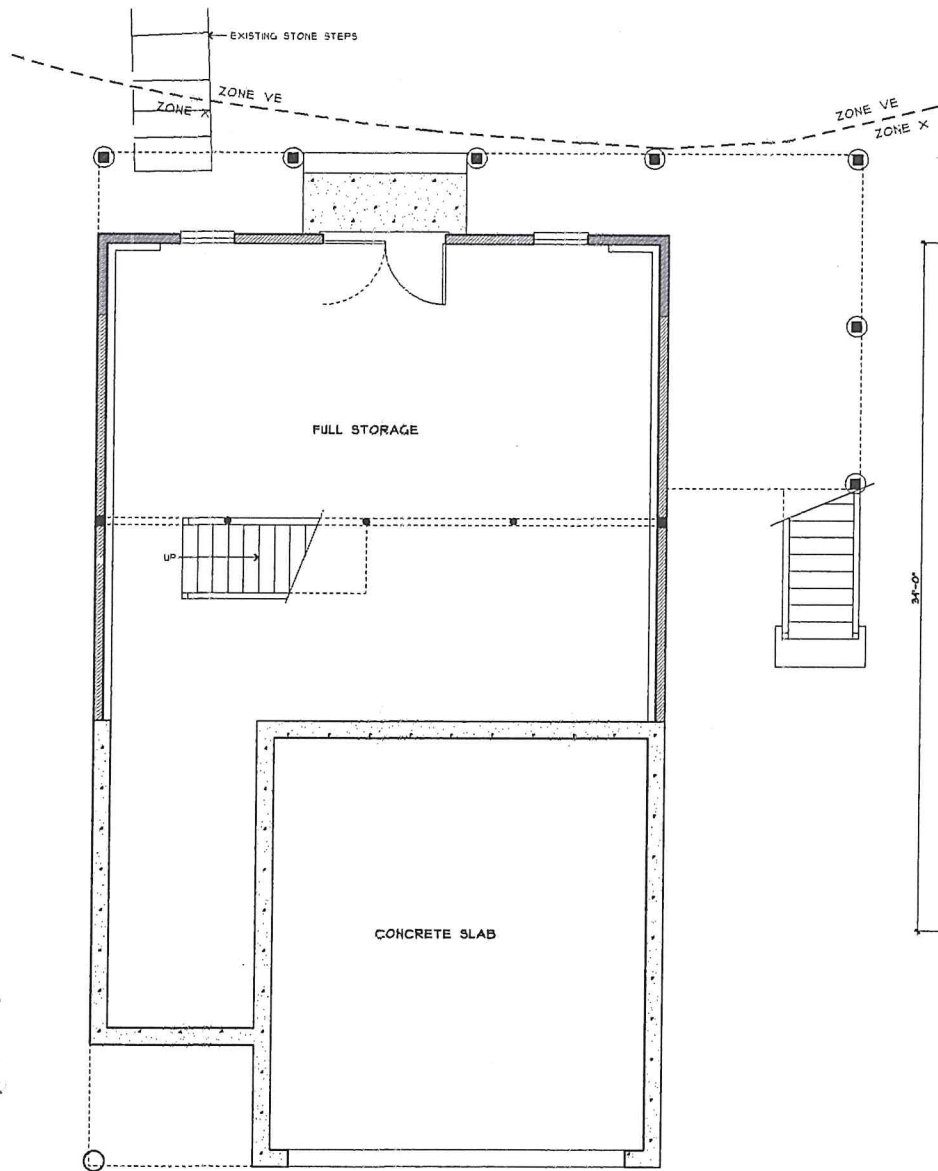 EXISTING STONE STEPS
ZONE VE
ZONE X
ZONE VE
ZONE X
FULL STORAGE
UP
34'-0"
CONCRETE SLAB